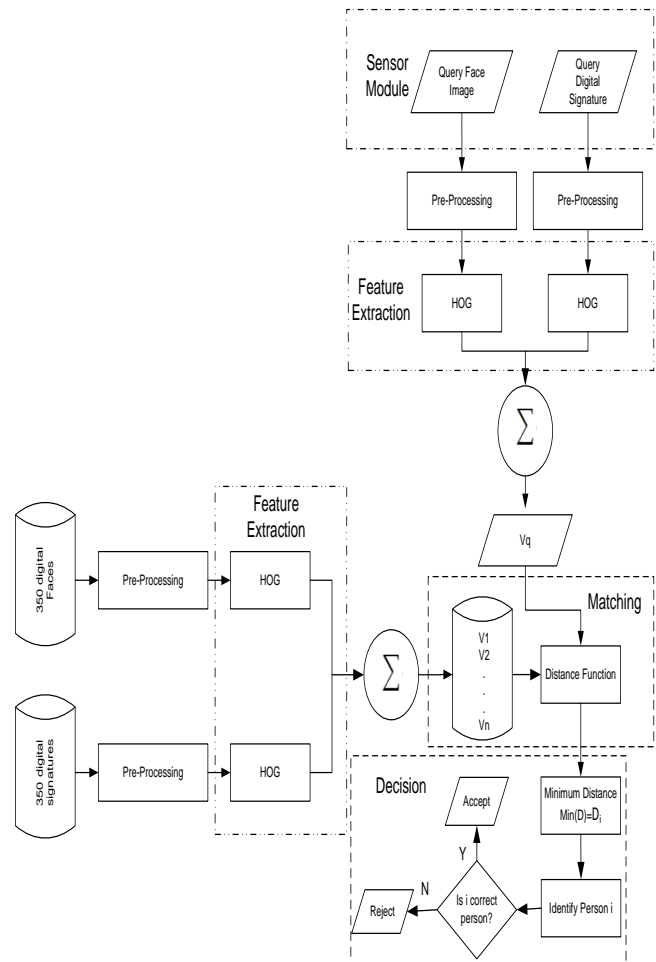 Sensor
Module
Query Face
Image
Query
Digital
Signature
Pre-Processing
Pre-Processing
Feature
Extraction
HOG
HOG
∑
Vq
350 digital
Faces
Pre-Processing
Feature
Extraction
HOG
350 digital
signatures
Pre-Processing
HOG
∑
Matching
V1
V2
.
.
.
Vn
Distance Function
Decision
Minimum Distance
Min(D)=Di
Identify Person i
Is i correct
person?
Y
Accept
N
Reject